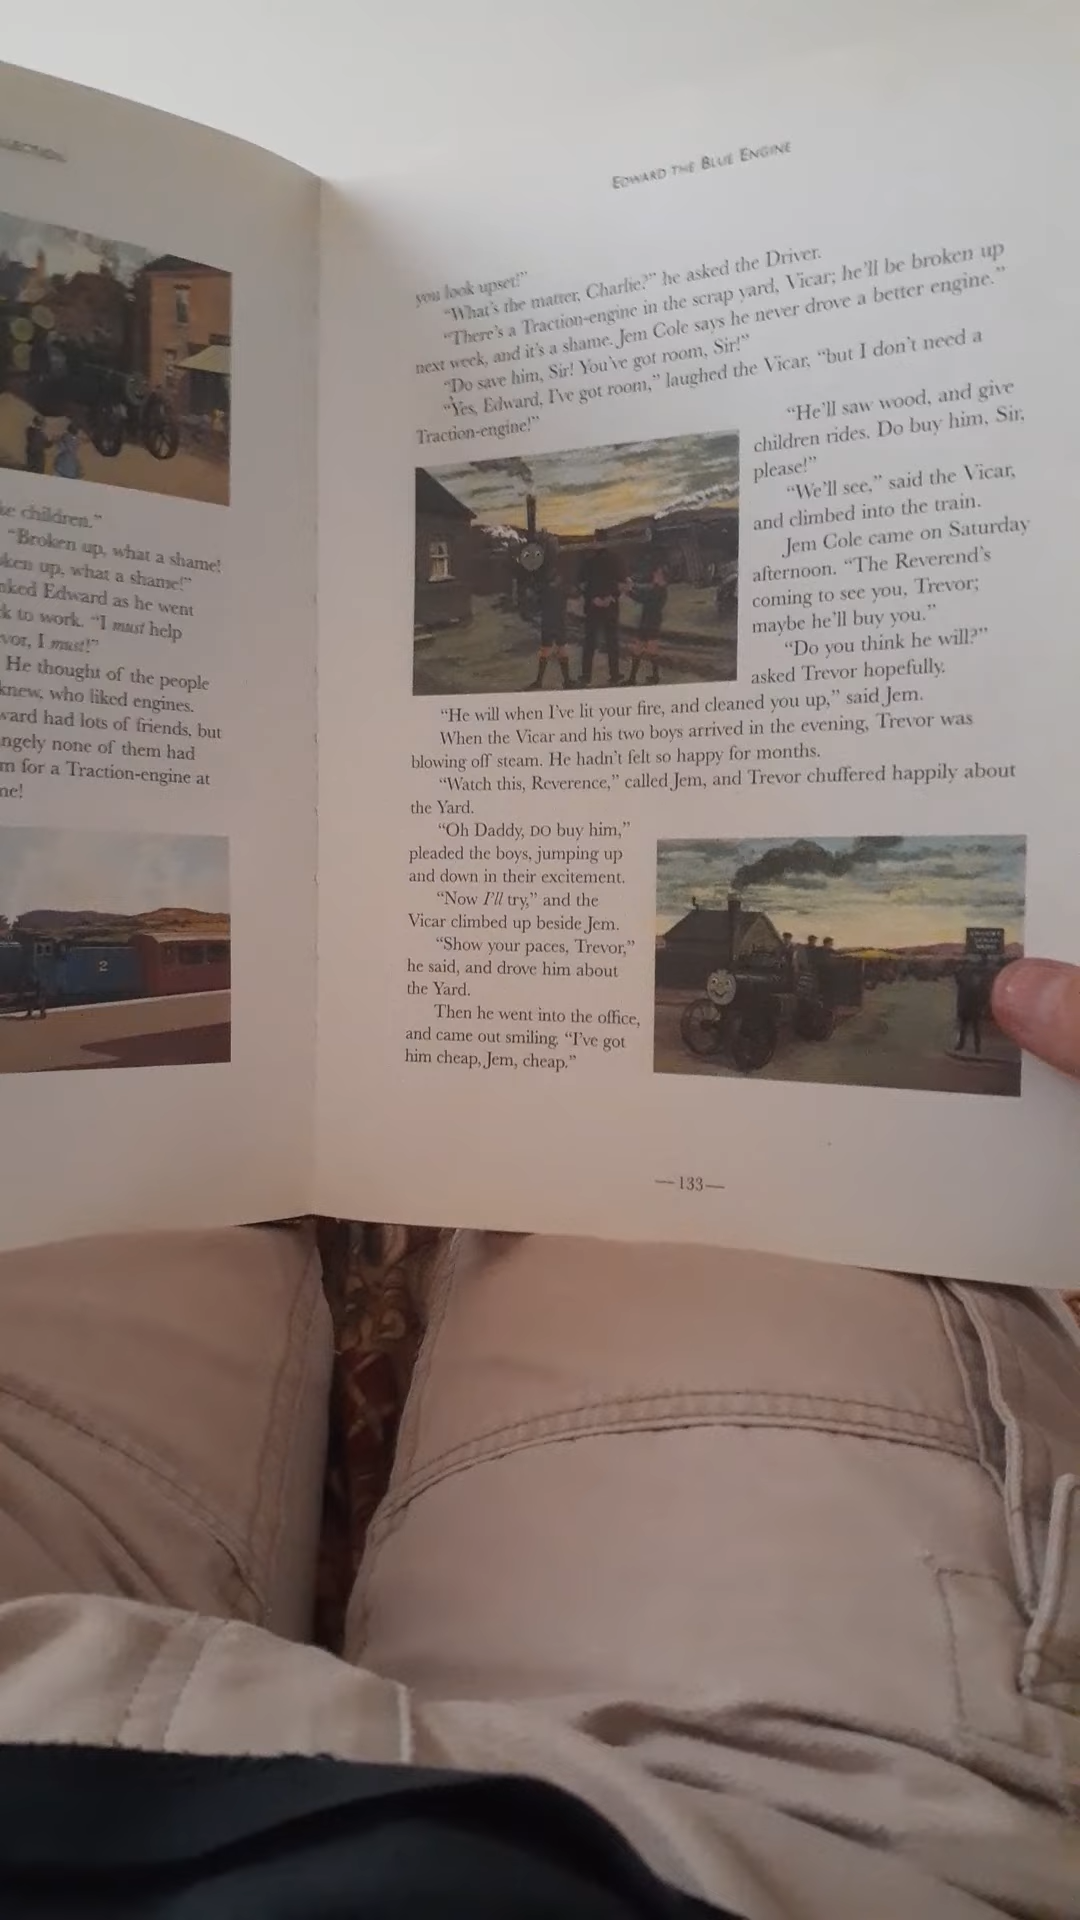 LLECTION
ke children."
"Broken up, what a shame!
ken up, what a shame!"
nked Edward as he went
k to work. "I must help
vor, I must!"
He thought of the people
knew, who liked engines.
ward had lots of friends, but
ngely none of them had
m for a Traction-engine at
me!
2
EDWARD THE BLUE ENGINE
you look upset!"
"What's the matter, Charlie?" he asked the Driver.
"There's a Traction-engine in the scrap yard, Vicar; he'll be broken up
next week, and it's a shame. Jem Cole says he never drove a better engine."
"Do save him, Sir! You've got room, Sir!"
"Yes, Edward, I've got room," laughed the Vicar, "but I don't need a
Traction-engine!"
"He'll saw wood, and give
children rides. Do buy him, Sir,
please!"
"We'll see," said the Vicar,
and climbed into the train.
Jem Cole came on Saturday
afternoon. "The Reverend's
coming to see you, Trevor;
maybe he'll buy you."
"Do you think he will?"
asked Trevor hopefully.
"He will when I've lit your fire, and cleaned you up," said Jem.
When the Vicar and his two boys arrived in the evening, Trevor was
blowing off steam. He hadn't felt so happy for months.
"Watch this, Reverence," called Jem, and Trevor chuffered happily about
the Yard.
"Oh Daddy, DO buy him,"
pleaded the boys, jumping up
and down in their excitement.
"Now I'll try," and the
Vicar climbed up beside Jem.
"Show your paces, Trevor,"
he said, and drove him about
the Yard.
Then he went into the office,
and came out smiling. "I've got
him cheap, Jem, cheap."
—133—